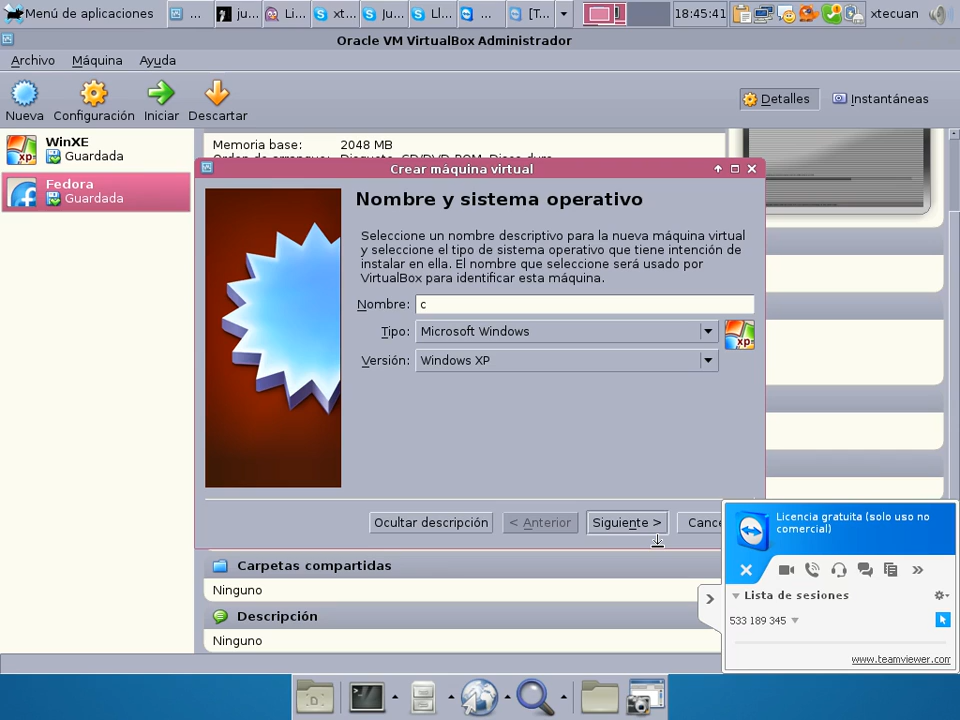 Menú de aplicaciones
...
ju...
Li...
xt...
Ju...
Ll...
...
[T...
18:45:41
xtecuan
Oracle VM VirtualBox Administrador
Archivo Máquina Ayuda
Nueva Configuración Iniciar Descartar
Detalles Instantáneas
WinXE
Guardada
Fedora
Guardada
Memoria base: 2048 MB
Crear máquina virtual
Nombre y sistema operativo
Seleccione un nombre descriptivo para la nueva máquina virtual
y seleccione el tipo de sistema operativo que tiene intención de
instalar en ella. El nombre que seleccione será usado por
VirtualBox para identificar esta máquina.
Nombre: c
Tipo: Microsoft Windows
Versión: Windows XP
Ocultar descripción < Anterior Siguiente > Cance
Carpetas compartidas
Ninguno
Descripción
Ninguno
Licencia gratuita (solo uso no
comercial)
Lista de sesiones
533 189 345
www.teamviewer.com